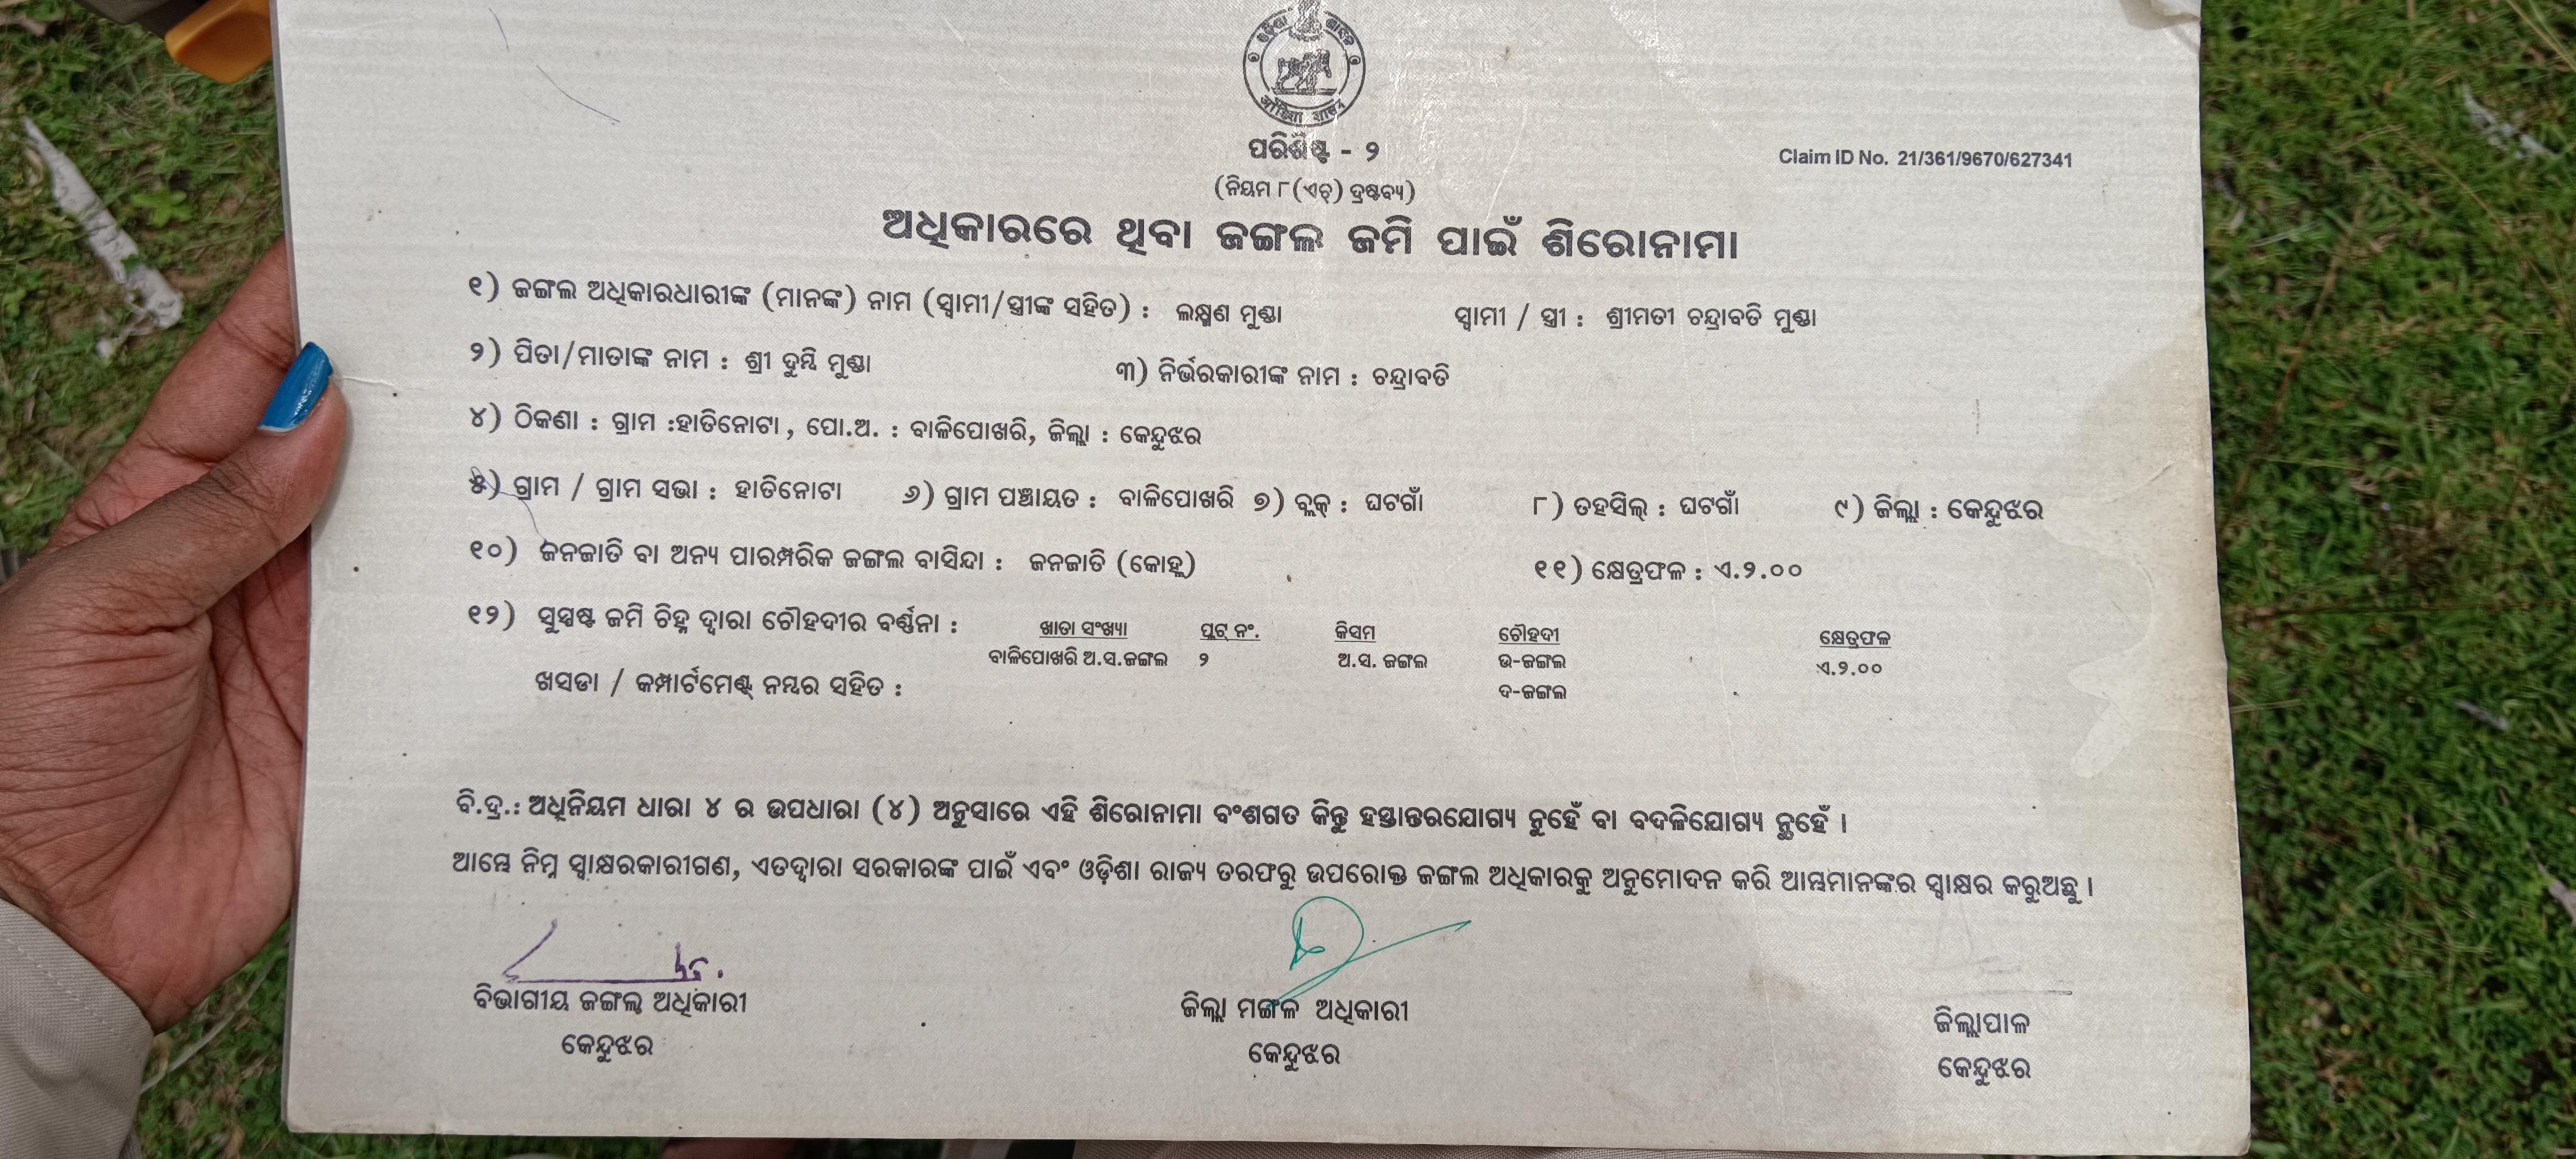 ଓଡ଼ିଶା ଶାସନ
ओड़िशा शासन
ପରିଶିଷ୍ଟ - ୨
Claim ID No. 21/361/9670/627341
(ନିୟମ ୮(ଏଚ୍) ଦ୍ରଷ୍ଟବ୍ୟ)
ଅଧିକାରରେ ଥିବା ଜଙ୍ଗଲ ଜମି ପାଇଁ ଶିରୋନାମା
୧) ଜଙ୍ଗଲ ଅଧିକାରଧାରୀଙ୍କ (ମାନଙ୍କ) ନାମ (ସ୍ୱାମୀ/ସ୍ତ୍ରୀଙ୍କ ସହିତ) : ଲକ୍ଷ୍ମଣ ମୁଣ୍ଡା ସ୍ୱାମୀ / ସ୍ତ୍ରୀ : ଶ୍ରୀମତୀ ଚନ୍ଦ୍ରାବତି ମୁଣ୍ଡା
୨) ପିତା/ମାତାଙ୍କ ନାମ : ଶ୍ରୀ ଦୁମ୍ଭି ମୁଣ୍ଡା ୩) ନିର୍ଭରକାରୀଙ୍କ ନାମ : ଚନ୍ଦ୍ରାବତି
୪) ଠିକଣା : ଗ୍ରାମ :ହାତିନୋଟା, ପୋ.ଅ. : ବାଳିପୋଖରି, ଜିଲ୍ଲା : କେନ୍ଦୁଝର
୫) ଗ୍ରାମ / ଗ୍ରାମ ସଭା : ହାତିନୋଟା ୬) ଗ୍ରାମ ପଞ୍ଚାୟତ : ବାଳିପୋଖରି ୭) ବ୍ଲକ୍ : ଘଟଗାଁ ୮) ତହସିଲ୍ : ଘଟଗାଁ ୯) ଜିଲ୍ଲା : କେନ୍ଦୁଝର
୧୦) ଜନଜାତି ବା ଅନ୍ୟ ପାରମ୍ପରିକ ଜଙ୍ଗଲ ବାସିନ୍ଦା : ଜନଜାତି (କୋହ୍ଲ) ୧୧) କ୍ଷେତ୍ରଫଳ : ଏ.୨.୦୦
୧୨) ସୁସ୍ପଷ୍ଟ ଜମି ଚିହ୍ନ ଦ୍ୱାରା ଚୌହଦୀର ବର୍ଣ୍ଣନା : ଖାତା ସଂଖ୍ୟା ପ୍ଲଟ୍ ନଂ. କିସମ ଚୌହଦୀ କ୍ଷେତ୍ରଫଳ
ବାଳିପୋଖରି ଅ.ସ.ଜଙ୍ଗଲ ୨ ଅ.ସ. ଜଙ୍ଗଲ ଉ-ଜଙ୍ଗଲ ଏ.୨.୦୦
ଖସଡା / କମ୍ପାର୍ଟମେଣ୍ଟ୍ ନମ୍ବର ସହିତ : ଦ-ଜଙ୍ଗଲ
ବି.ଦ୍ର.: ଅଧିନିୟମ ଧାରା ୪ ର ଉପଧାରା (୪) ଅନୁସାରେ ଏହି ଶିରୋନାମା ବଂଶଗତ କିନ୍ତୁ ହସ୍ତାନ୍ତରଯୋଗ୍ୟ ନୁହେଁ ବା ବଦଳିଯୋଗ୍ୟ ନୁହେଁ ।
ଆମ୍ଭେ ନିମ୍ନ ସ୍ୱାକ୍ଷରକାରୀଗଣ, ଏତଦ୍ୱାରା ସରକାରଙ୍କ ପାଇଁ ଏବଂ ଓଡ଼ିଶା ରାଜ୍ୟ ତରଫରୁ ଉପରୋକ୍ତ ଜଙ୍ଗଲ ଅଧିକାରକୁ ଅନୁମୋଦନ କରି ଆମ୍ଭମାନଙ୍କର ସ୍ୱାକ୍ଷର କରୁଅଛୁ ।
ବିଭାଗୀୟ ଜଙ୍ଗଲ ଅଧିକାରୀ ଜିଲ୍ଲା ମଙ୍ଗଳ ଅଧିକାରୀ ଜିଲ୍ଲାପାଳ
କେନ୍ଦୁଝର କେନ୍ଦୁଝର କେନ୍ଦୁଝର